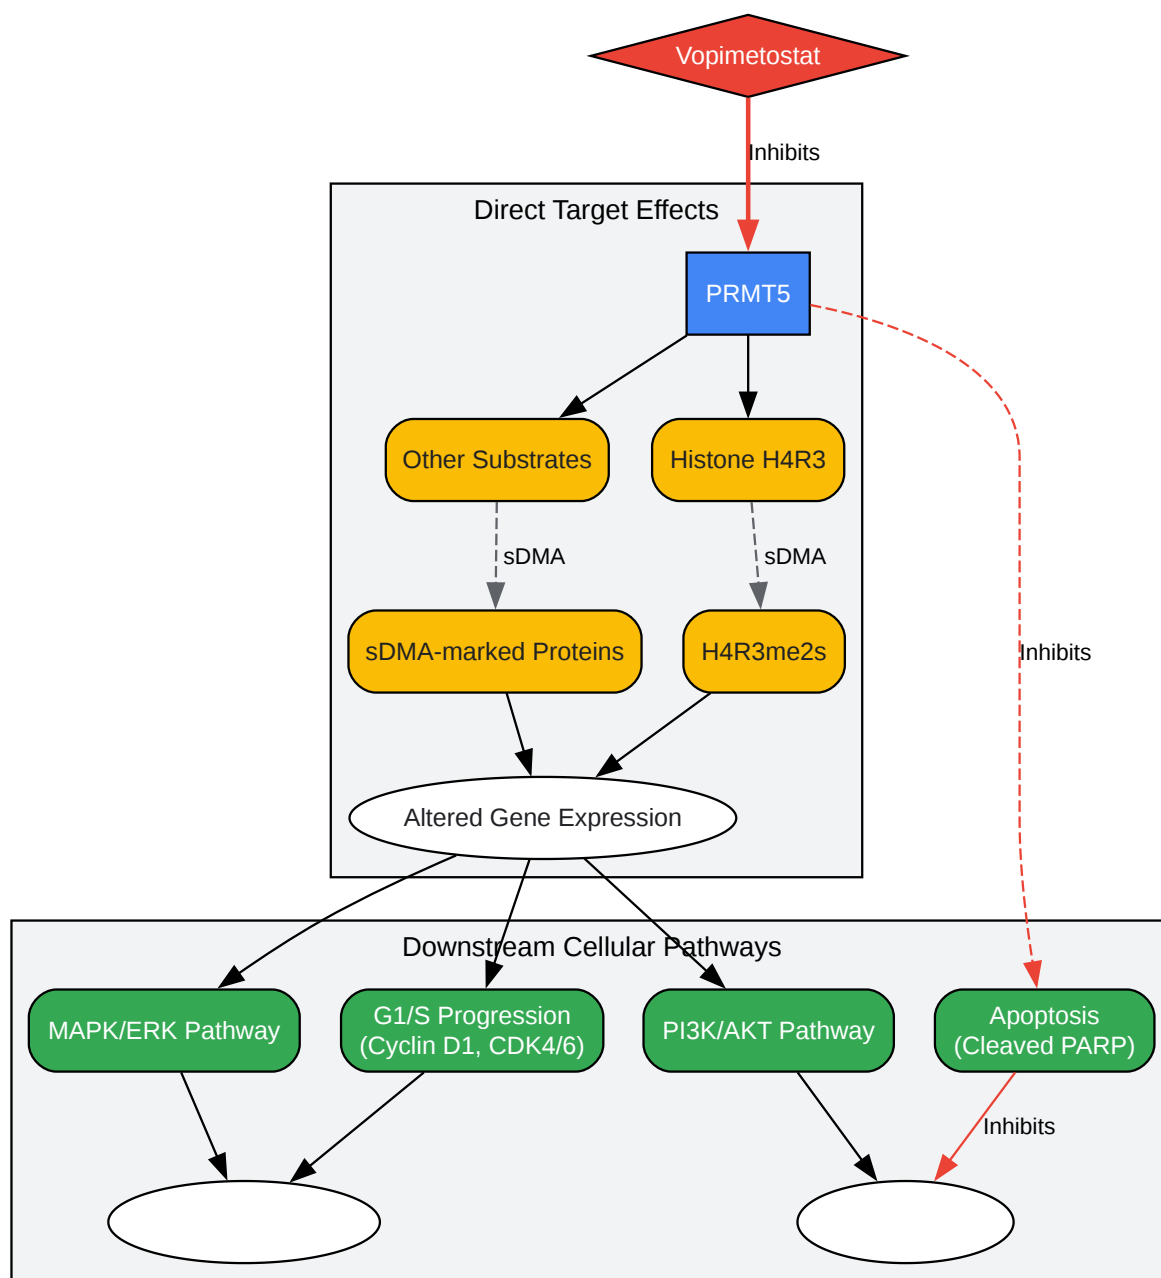 Vopimetostat
Inhibits
Direct Target Effects
PRMT5
Other Substrates
Histone H4R3
sDMA
sDMA
Inhibits
sDMA-marked Proteins
H4R3me2s
Altered Gene Expression
Downstream Cellular Pathways
MAPK/ERK Pathway
G1/S Progression
(Cyclin D1, CDK4/6)
PI3K/AKT Pathway
Apoptosis
(Cleaved PARP)
Inhibits